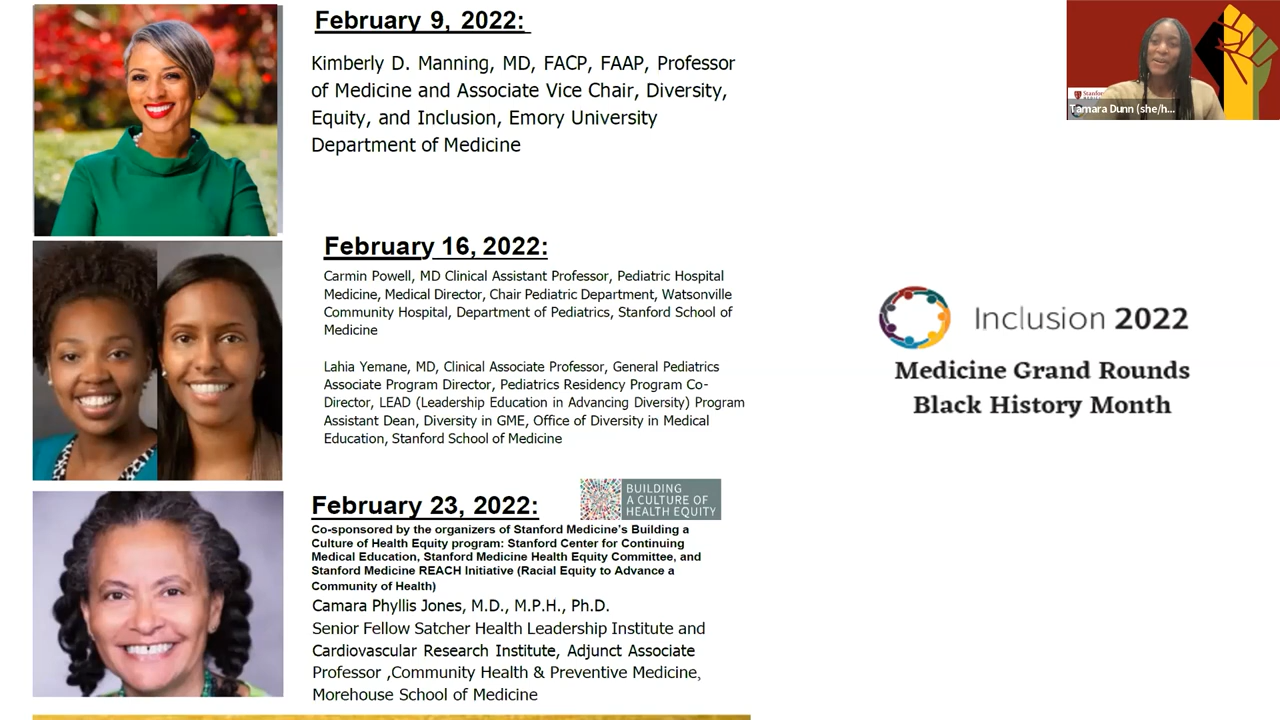 February 9, 2022:
Kimberly D. Manning, MD, FACP, FAAP, Professor
of Medicine and Associate Vice Chair, Diversity,
Equity, and Inclusion, Emory University
Department of Medicine
February 16, 2022:
Carmin Powell, MD Clinical Assistant Professor, Pediatric Hospital
Medicine, Medical Director, Chair Pediatric Department, Watsonville
Community Hospital, Department of Pediatrics, Stanford School of
Medicine
Lahia Yemane, MD, Clinical Associate Professor, General Pediatrics
Associate Program Director, Pediatrics Residency Program Co-
Director, LEAD (Leadership Education in Advancing Diversity) Program
Assistant Dean, Diversity in GME, Office of Diversity in Medical
Education, Stanford School of Medicine
February 23, 2022:
BUILDING
A CULTURE OF
HEALTH EQUITY
Co-sponsored by the organizers of Stanford Medicine's Building a
Culture of Health Equity program: Stanford Center for Continuing
Medical Education, Stanford Medicine Health Equity Committee, and
Stanford Medicine REACH Initiative (Racial Equity to Advance a
Community of Health)
Camara Phyllis Jones, M.D., M.P.H., Ph.D.
Senior Fellow Satcher Health Leadership Institute and
Cardiovascular Research Institute, Adjunct Associate
Professor ,Community Health & Preventive Medicine,
Morehouse School of Medicine
Stanford
Tamara Dunn (she/h...
Inclusion 2022
Medicine Grand Rounds
Black History Month